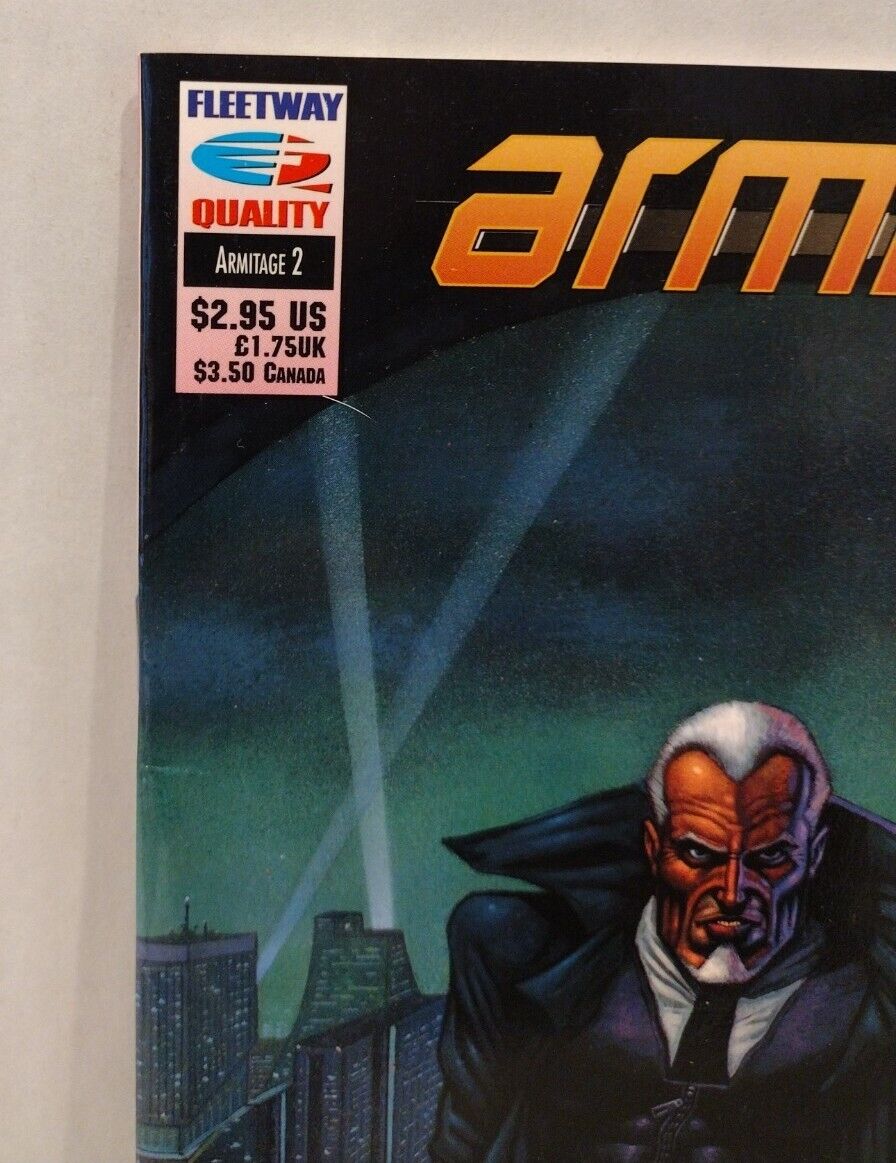 FLEETWAY
QUALITY
ARMITAGE 2
$2.95 US
£1.75UK
$3.50 CANADA
arm